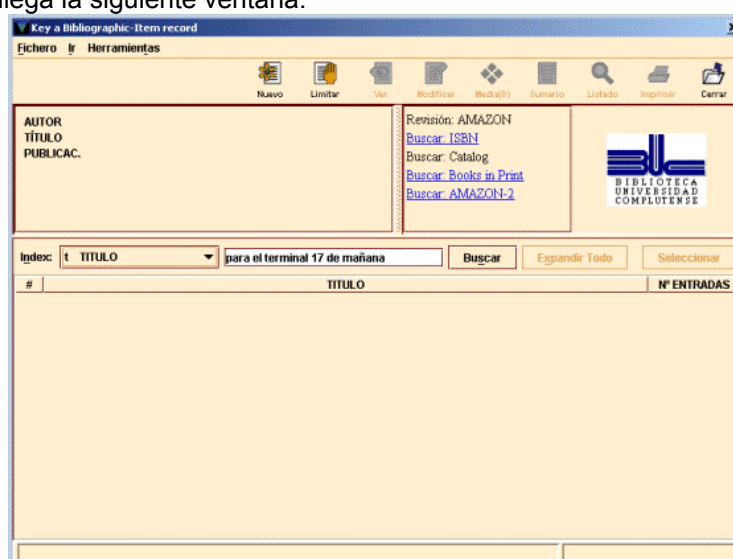 llega la siguiente ventana:
Key a Bibliographic-Item record
Fichero Ir Herramientas
Nuevo Limitar Ver Modificar Media(0) Sumario Listado Imprimir Cerrar
AUTOR
TÍTULO
PUBLICAC.
Revisión: AMAZON
Buscar: ISBN
Buscar: Catalog
Buscar: Books in Print
Buscar: AMAZON-2
BIBLIOTECA
UNIVERSIDAD
COMPLUTENSE
Index: t TITULO para el terminal 17 de mañana Buscar Expandir Todo Seleccionar
# TITULO Nº ENTRADAS